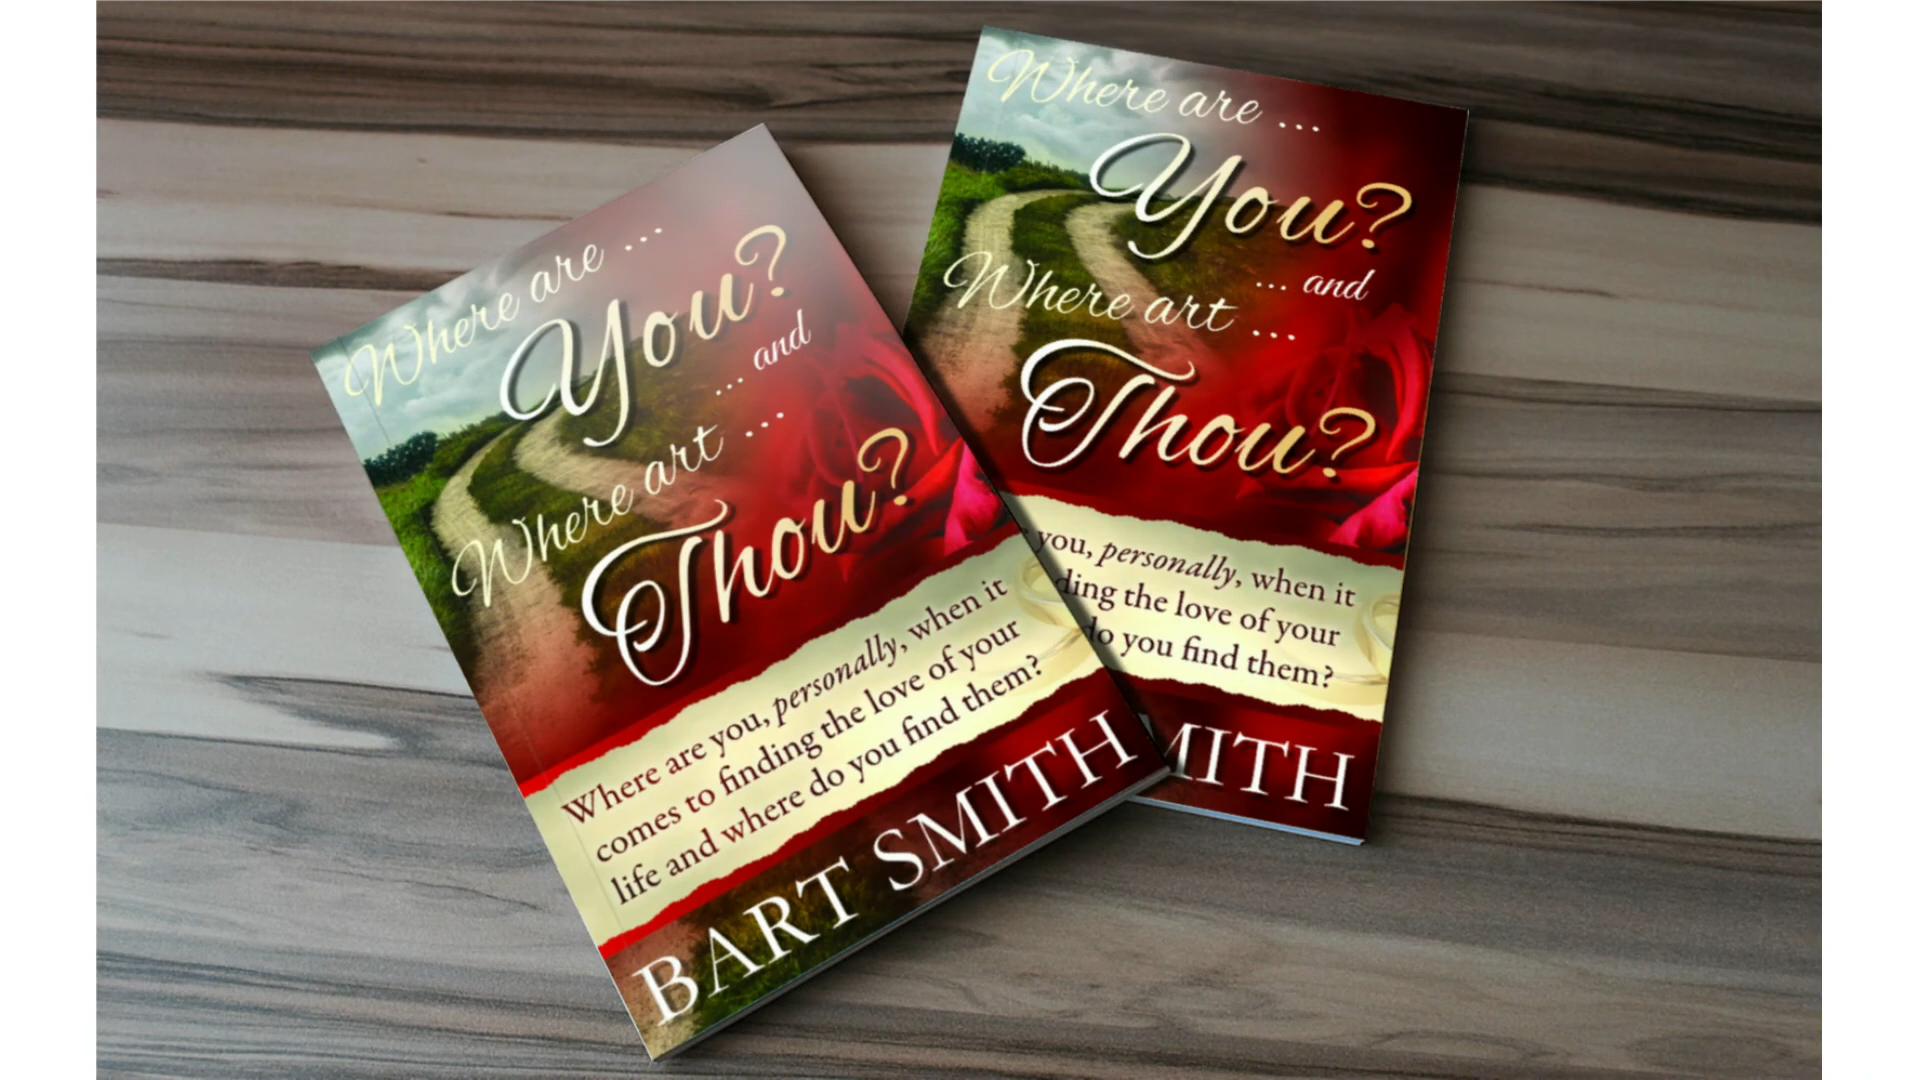 Where are ...
You?
... and
Where art ...
Thou?
Where are you, personally, when it
comes to finding the love of your
life and where do you find them?
BART SMITH
Where are ...
You?
... and
Where art ...
Thou?
you, personally, when it
ding the love of your
do you find them?
MITH